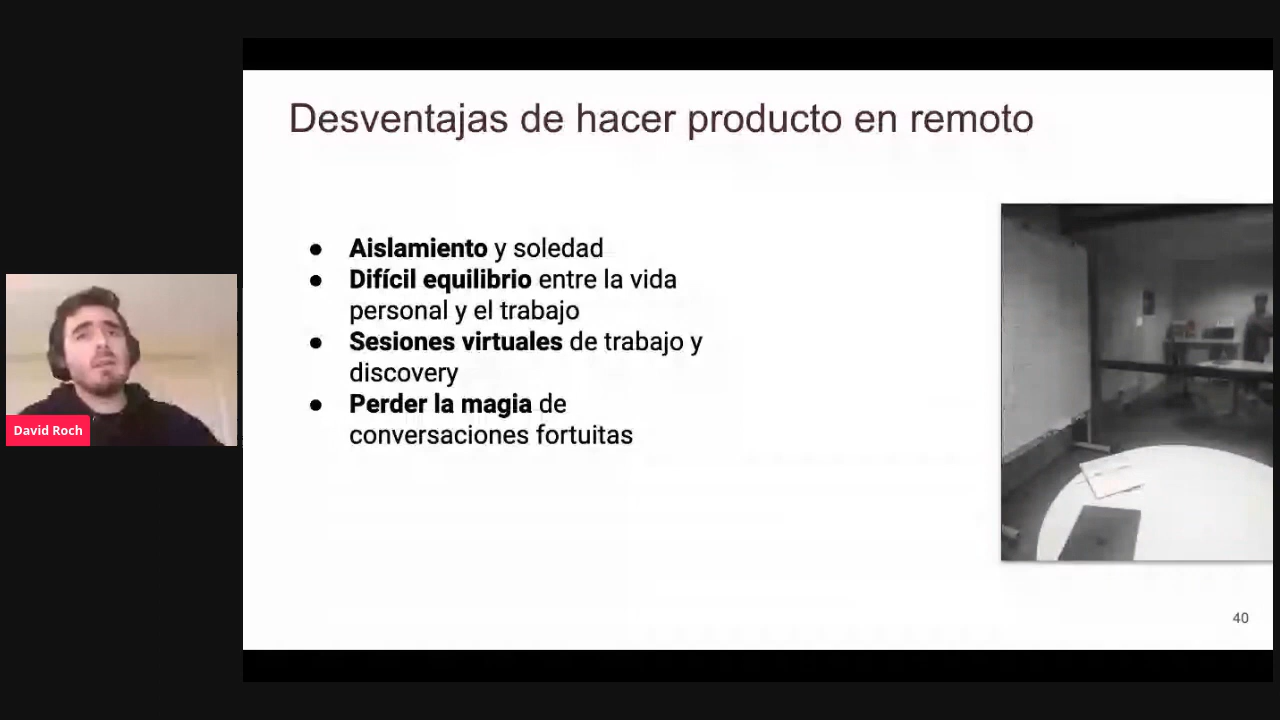 Desventajas de hacer producto en remoto
● Aislamiento y soledad
● Difícil equilibrio entre la vida
personal y el trabajo
● Sesiones virtuales de trabajo y
discovery
● Perder la magia de
conversaciones fortuitas
David Roch
40